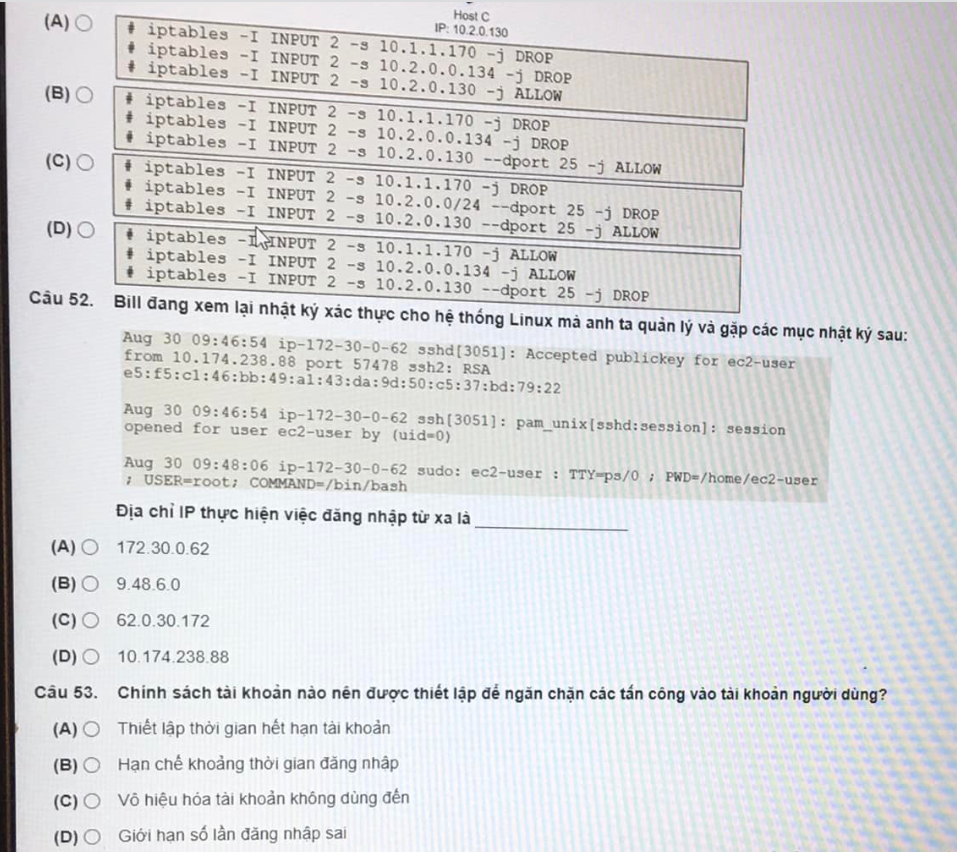 Host C
IP: 10.2.0.130
(A)
# iptables -I INPUT 2 -s 10.1.1.170 -j DROP
# iptables -I INPUT 2 -s 10.2.0.0.134 -j DROP
# iptables -I INPUT 2 -s 10.2.0.130 -j ALLOW
(B)
# iptables -I INPUT 2 -s 10.1.1.170 -j DROP
# iptables -I INPUT 2 -s 10.2.0.0.134 -j DROP
# iptables -I INPUT 2 -s 10.2.0.130 --dport 25 -j ALLOW
(C)
# iptables -I INPUT 2 -s 10.1.1.170 -j DROP
# iptables -I INPUT 2 -s 10.2.0.0/24 --dport 25 -j DROP
# iptables -I INPUT 2 -s 10.2.0.130 --dport 25 -j ALLOW
(D)
# iptables -I INPUT 2 -s 10.1.1.170 -j ALLOW
# iptables -I INPUT 2 -s 10.2.0.0.134 -j ALLOW
# iptables -I INPUT 2 -s 10.2.0.130 --dport 25 -j DROP
Câu 52. Bill đang xem lại nhật ký xác thực cho hệ thống Linux mà anh ta quản lý và gặp các mục nhật ký sau:
Aug 30 09:46:54 ip-172-30-0-62 sshd[3051]: Accepted publickey for ec2-user
from 10.174.238.88 port 57478 ssh2: RSA
e5:f5:c1:46:bb:49:a1:43:da:9d:50:c5:37:bd:79:22
Aug 30 09:46:54 ip-172-30-0-62 ssh[3051]: pam_unix[sshd:session]: session
opened for user ec2-user by (uid=0)
Aug 30 09:48:06 ip-172-30-0-62 sudo: ec2-user : TTY=ps/0 ; PWD=/home/ec2-user
; USER=root; COMMAND=/bin/bash
Địa chỉ IP thực hiện việc đăng nhập từ xa là
(A) 172.30.0.62
(B) 9.48.6.0
(C) 62.0.30.172
(D) 10.174.238.88
Câu 53. Chính sách tài khoản nào nên được thiết lập để ngăn chặn các tấn công vào tài khoản người dùng?
(A) Thiết lập thời gian hết hạn tài khoản
(B) Hạn chế khoảng thời gian đăng nhập
(C) Vô hiệu hóa tài khoản không dùng đến
(D) Giới hạn số lần đăng nhập sai